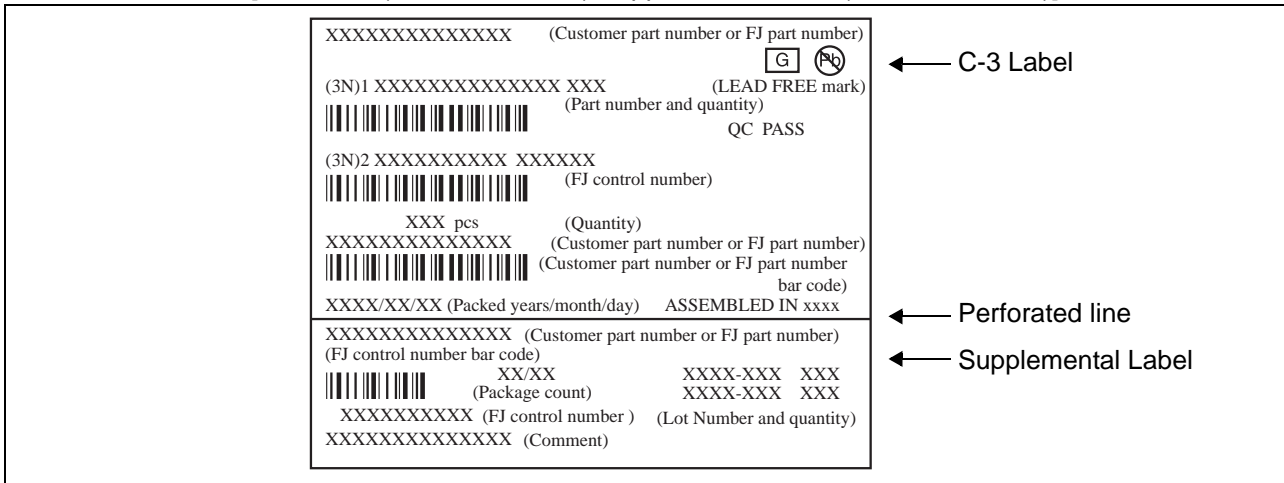 XXXXXXXXXXXXXX (Customer part number or FJ part number)
G Pb
C-3 Label
(3N)1 XXXXXXXXXXXXXX XXX (LEAD FREE mark)
(Part number and quantity)
QC PASS
(3N)2 XXXXXXXXXX XXXXXX
(FJ control number)
XXX pcs (Quantity)
XXXXXXXXXXXXXX (Customer part number or FJ part number)
(Customer part number or FJ part number
bar code)
XXXX/XX/XX (Packed years/month/day) ASSEMBLED IN xxxx
Perforated line
XXXXXXXXXXXXXX (Customer part number or FJ part number)
(FJ control number bar code)
Supplemental Label
XX/XX XXXX-XXX XXX
(Package count) XXXX-XXX XXX
XXXXXXXXXX (FJ control number ) (Lot Number and quantity)
XXXXXXXXXXXXXX (Comment)